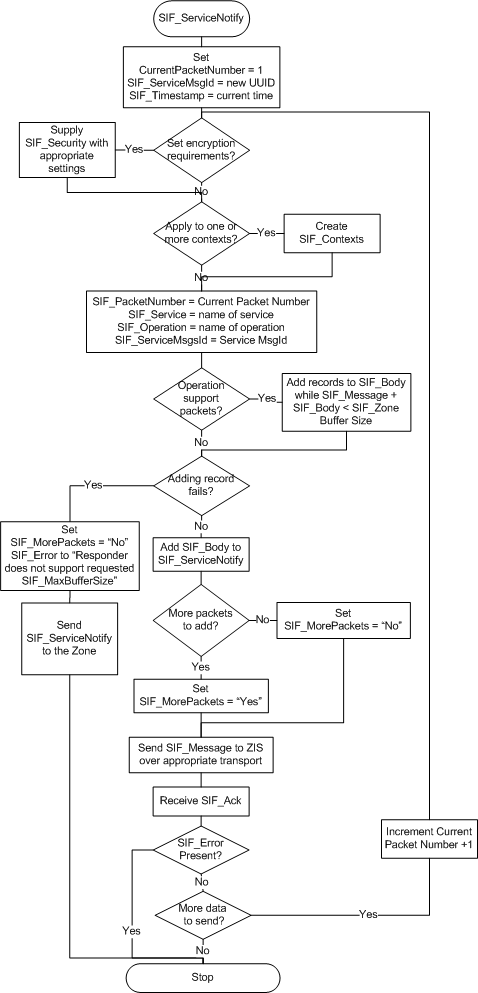 SIF_ServiceNotify
Set
CurrentPacketNumber = 1
SIF_ServiceMsgId = new UUID
SIF_Timestamp = current time
Supply
SIF_Security with
appropriate
settings
Yes
Set encryption
requirements?
No
Apply to one or
more contexts?
Yes
Create
SIF_Contexts
No
SIF_PacketNumber = Current Packet Number
SIF_Service = name of service
SIF_Operation = name of operation
SIF_ServiceMsgsId = Service MsgId
Operation
support
packets?
Yes
Add records to SIF_Body
while SIF_Message +
SIF_Body < SIF_Zone
Buffer Size
No
Adding record
fails?
Yes
No
Set
SIF_MorePackets = “No”
SIF_Error to “Responder
does not support requested
SIF_MaxBufferSize”
Add SIF_Body to
SIF_ServiceNotify
Send
SIF_ServiceNotify
to the Zone
More packets
to add?
No
Set
SIF_MorePackets = “No”
Yes
Set
SIF_MorePackets = “Yes”
Send SIF_Message to ZIS
over appropriate transport
Receive SIF_Ack
SIF_Error
Present?
Increment Current
Packet Number +1
No
More data
to send?
Yes
Yes
No
Stop